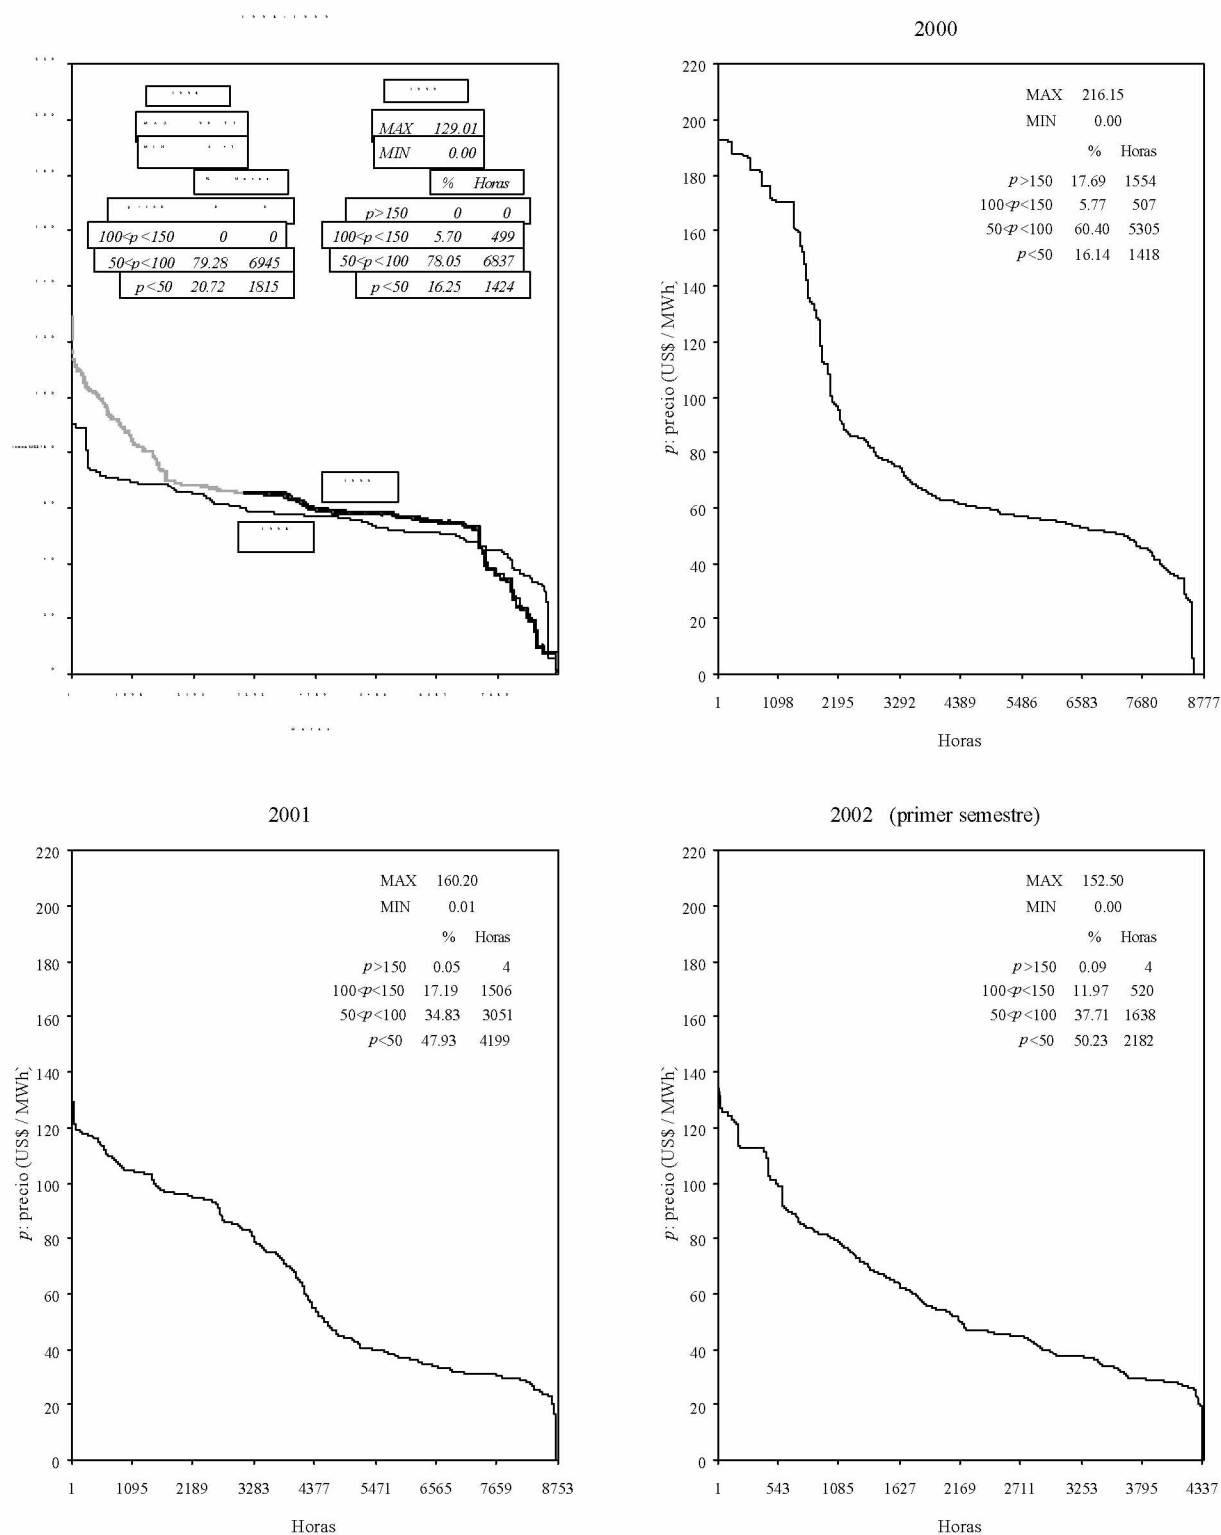 MAX 129.01
MIN 0.00
% Horas
p>150 0 0
100<p<150 0 0
100<p<150 5.70 499
50<p<100 79.28 6945
50<p<100 78.05 6837
p<50 20.72 1815
p<50 16.25 1424
2000
MAX 216.15
MIN 0.00
% Horas
p>150 17.69 1554
100<p<150 5.77 507
50<p<100 60.40 5305
p<50 16.14 1418
p: precio (US$ / MWh)
220
200
180
160
140
120
100
80
60
40
20
0
1 1098 2195 3292 4389 5486 6583 7680 8777
Horas
2001
MAX 160.20
MIN 0.01
% Horas
p>150 0.05 4
100<p<150 17.19 1506
50<p<100 34.83 3051
p<50 47.93 4199
p: precio (US$ / MWh)
220
200
180
160
140
120
100
80
60
40
20
0
1 1095 2189 3283 4377 5471 6565 7659 8753
Horas
2002 (primer semestre)
MAX 152.50
MIN 0.00
% Horas
p>150 0.09 4
100<p<150 11.97 520
50<p<100 37.71 1638
p<50 50.23 2182
p: precio (US$ / MWh)
220
200
180
160
140
120
100
80
60
40
20
0
1 543 1085 1627 2169 2711 3253 3795 4337
Horas